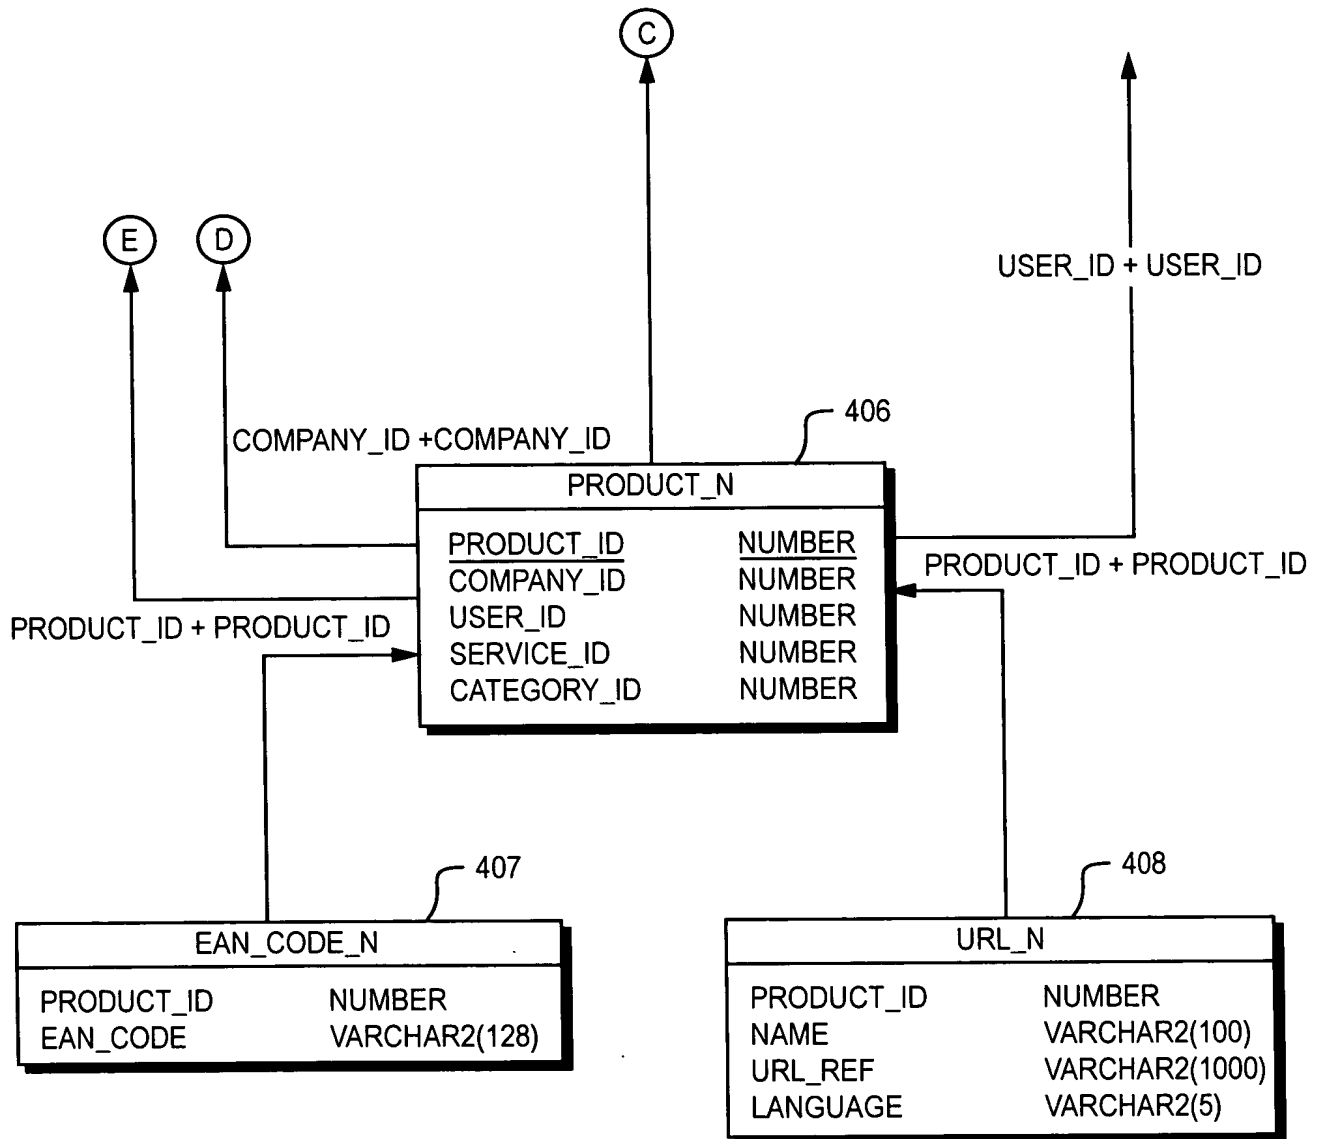 C
E D
USER_ID + USER_ID
406
COMPANY_ID +COMPANY_ID
PRODUCT_N
PRODUCT_ID NUMBER
PRODUCT_ID + PRODUCT_ID
COMPANY_ID NUMBER
USER_ID NUMBER
PRODUCT_ID + PRODUCT_ID
SERVICE_ID NUMBER
CATEGORY_ID NUMBER
407
408
EAN_CODE_N
PRODUCT_ID NUMBER
EAN_CODE VARCHAR2(128)
URL_N
PRODUCT_ID NUMBER
NAME VARCHAR2(100)
URL_REF VARCHAR2(1000)
LANGUAGE VARCHAR2(5)